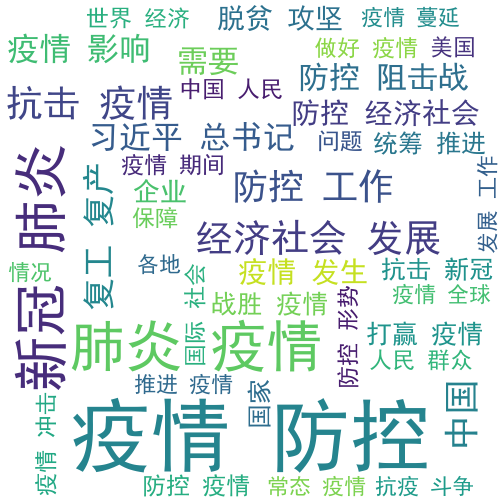 世界 经济
脱贫 攻坚
疫情 蔓延
疫情 影响
需要
做好 疫情
美国
中国 人民
防控 阻击战
抗击 疫情
防控 经济社会
习近平 总书记
问题
统筹 推进
疫情 期间
新冠 肺炎
复工 复产
企业
防控 工作
发展 工作
保障
经济社会 发展
情况
各地
疫情 发生
抗击 新冠
国际 社会
战胜 疫情
防控 形势
疫情 全球
肺炎 疫情
打赢 疫情
人民 群众
推进 疫情
国家
中国
疫情 冲击
疫情 防控
防控 疫情
常态 疫情
抗疫 斗争